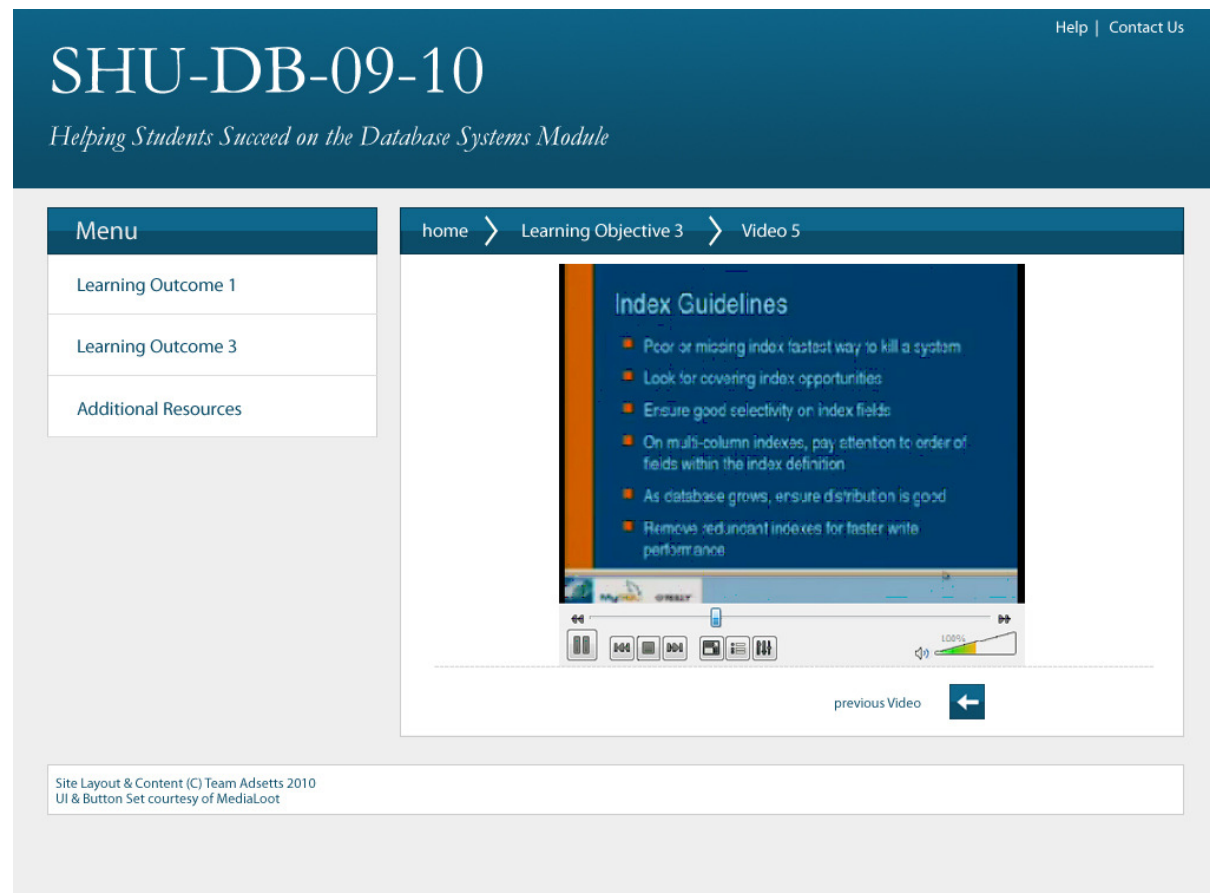 Help | Contact Us
SHU-DB-09-10
Helping Students Succeed on the Database Systems Module
Menu
Learning Outcome 1
Learning Outcome 3
Additional Resources
home
Learning Objective 3
Video 5
Index Guidelines
Poor or missing index fastest way to kill a system
Look for covering index opportunities
Ensure good selectivity on index fields
On multi-column indexes, pay attention to order of
fields within the index definition
As database grows, ensure distribution is good
Remove redundant indexes for faster write
performance
MySQL O'REILLY
100%
previous Video
Site Layout & Content (C) Team Adsetts 2010
UI & Button Set courtesy of MediaLoot